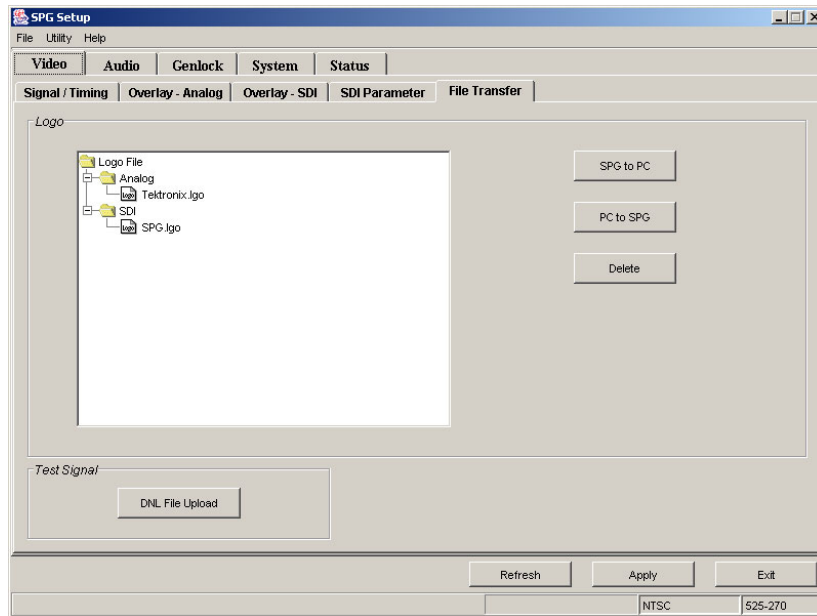 SPG Setup
File Utility Help
Video Audio Genlock System Status
Signal / Timing Overlay - Analog Overlay - SDI SDI Parameter File Transfer
Logo
Logo File
Analog
Logo Tektronix.lgo
SDI
Logo SPG.lgo
SPG to PC
PC to SPG
Delete
Test Signal
DNL File Upload
Refresh Apply Exit
NTSC 525-270